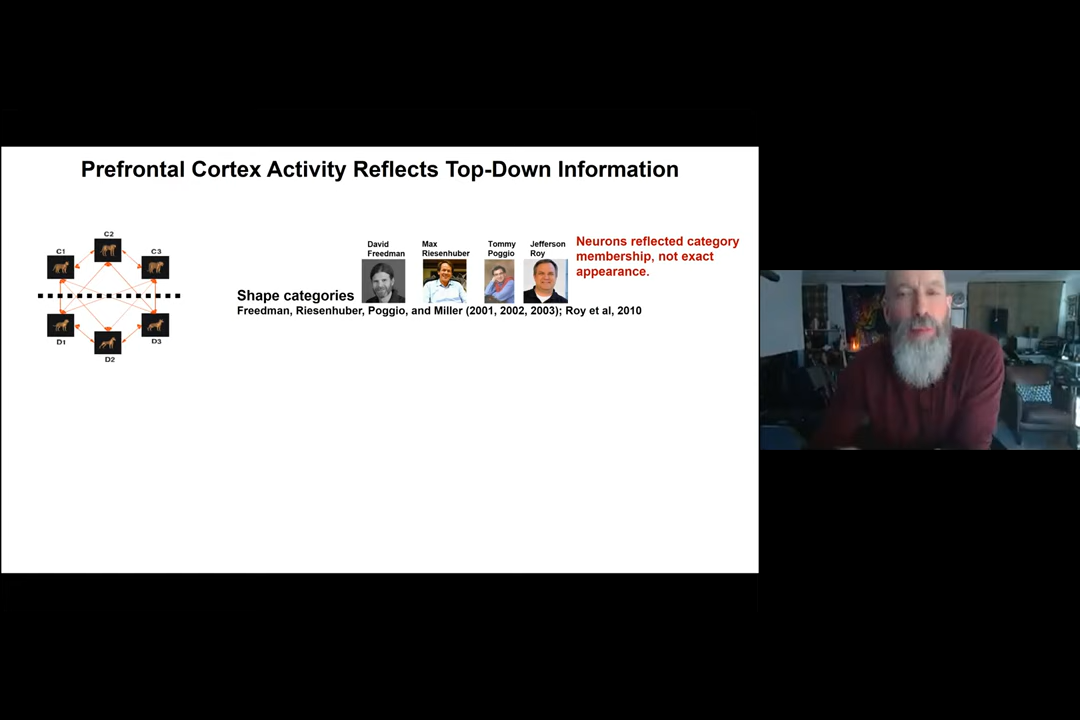 Prefrontal Cortex Activity Reflects Top-Down Information
C2
C1
C3
D1
D3
D2
David
Freedman
Max
Riesenhuber
Tommy
Poggio
Jefferson
Roy
Neurons reflected category
membership, not exact
appearance.
Shape categories
Freedman, Riesenhuber, Poggio, and Miller (2001, 2002, 2003); Roy et al, 2010